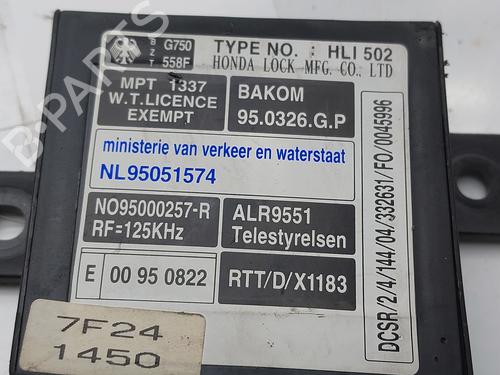 B Z T G750 558F
TYPE NO. : HLI 502
HONDA LOCK MFG. CO., LTD
MPT 1337
W.T.LICENCE
EXEMPT
BAKOM
95.0326.G.P
ministerie van verkeer en waterstaat
NL95051574
NO95000257-R
RF=125KHz
ALR9551
Telestyrelsen
E 00 95 0822
RTT/D/X1183
DCSR/2/4/144/04/332631/FO/0045996
7F24
1450
B-PARTS